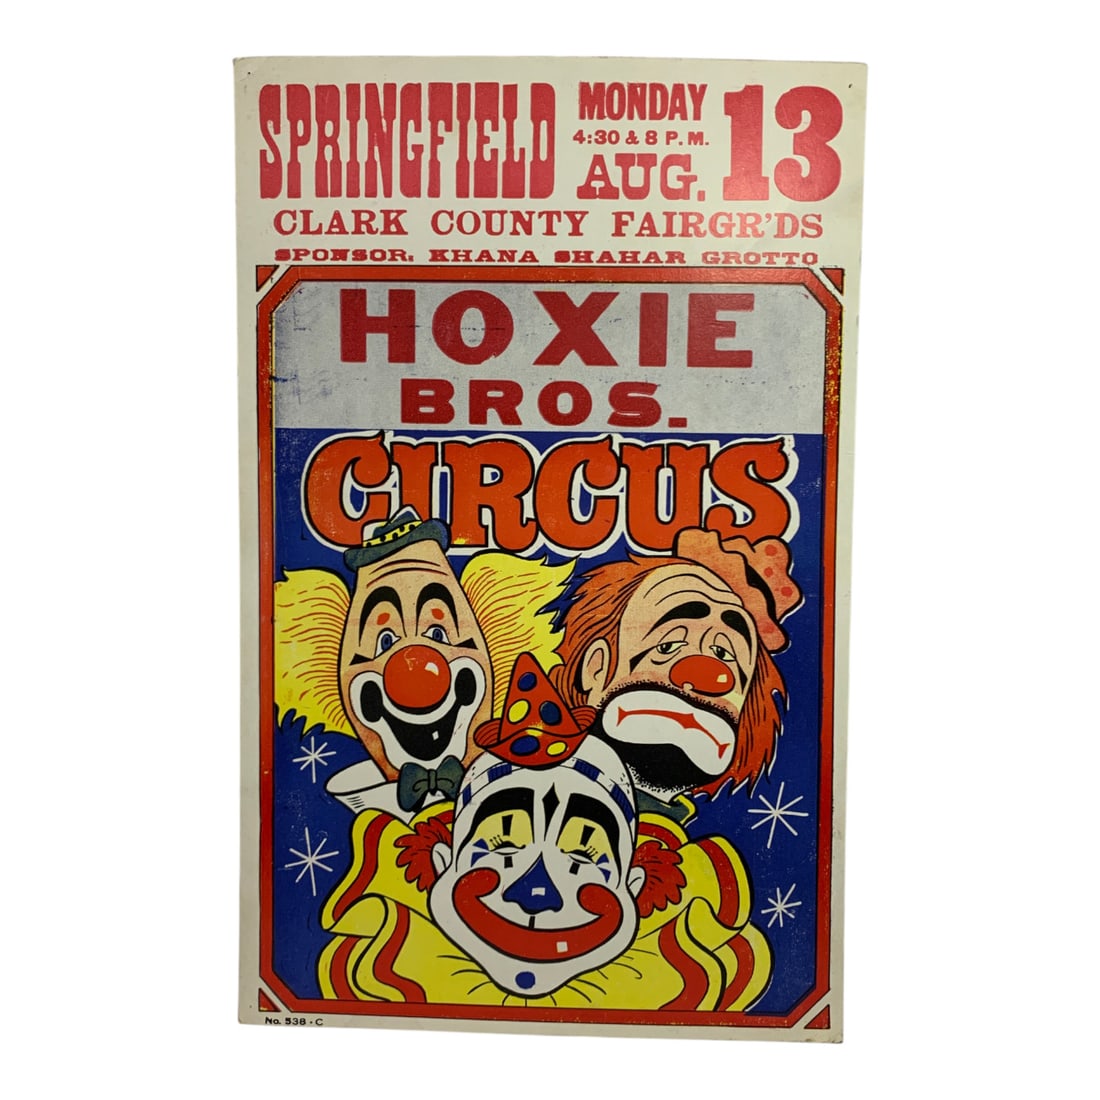 SPRINGFIELD
MONDAY
4:30 & 8 P.M.
AUG.
13
CLARK COUNTY FAIRGR'DS
SPONSOR: KHANA SHAHAR GROTTO
HOXIE
BROS.
CIRCUS
No. 538 - C